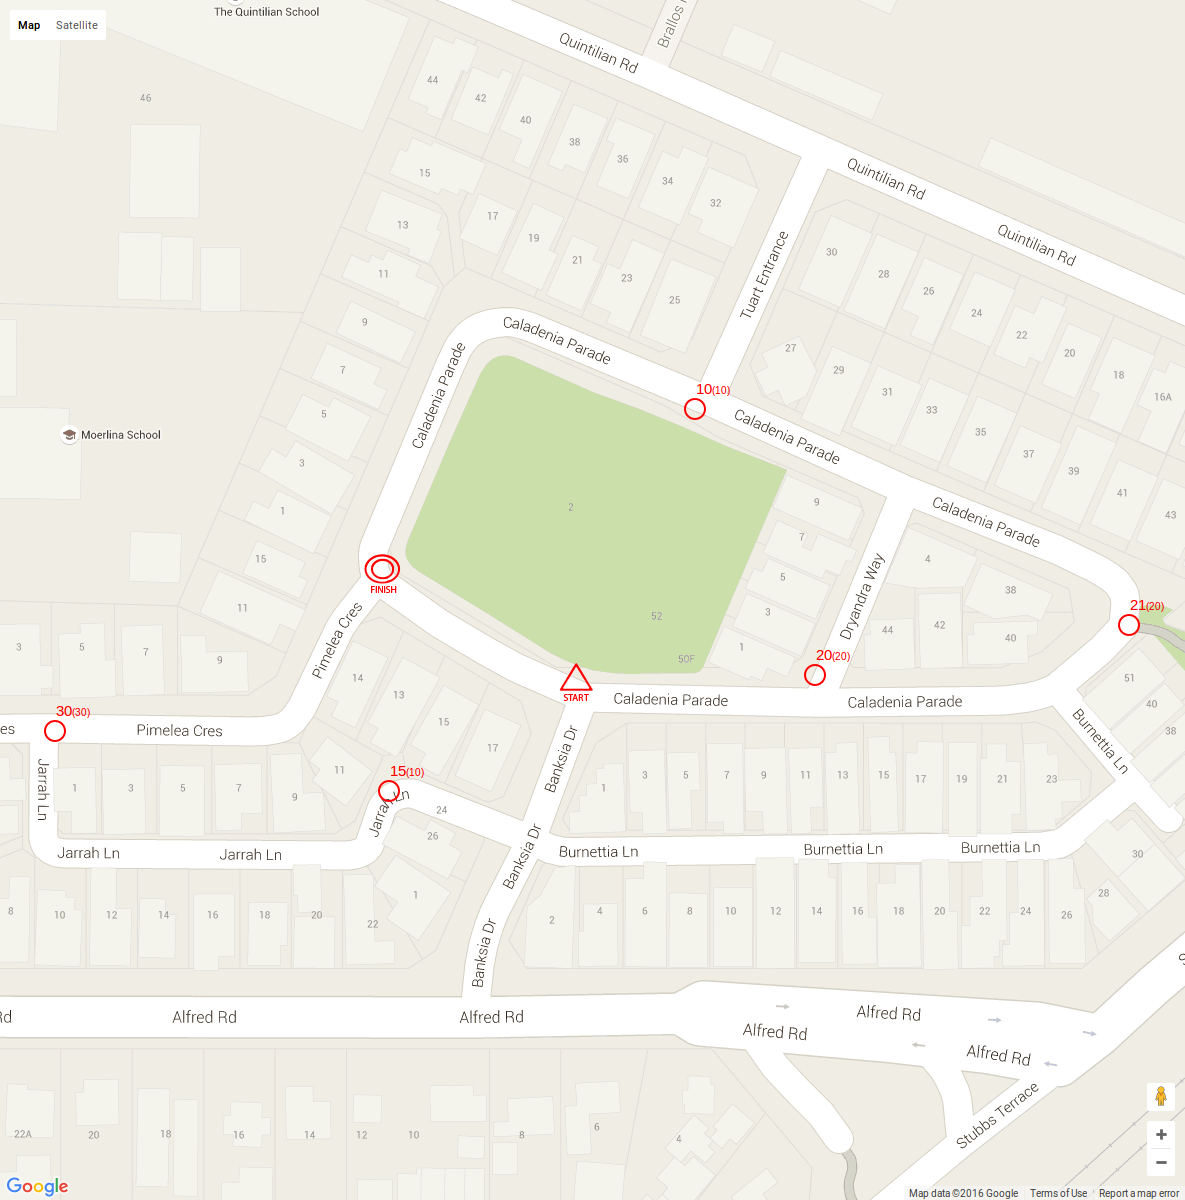 The Quintilian School
Map Satellite
Brallos
Quintilian Rd
44
42
46
40
38
36
15
34
32
Quintilian Rd
17
13
19
Quintilian Rd
Tuart Entrance
30
21
11
28
23
26
25
24
9
Caladenia Parade
22
27
20
7
29
18
Caladenia Parade
10(10)
31
16A
5
33
Caladenia Parade
35
Moerlina School
37
3
39
41
9
2
Caladenia Parade
1
43
7
15
4
5
FINISH
38
11
Dryandra Way
21(20)
3
52
42
44
40
Pimelea Cres
3
5
7
1
9
20(20)
50F
14
51
13
START
Caladenia Parade
Caladenia Parade
40
30(30)
15
es
Pimelea Cres
38
Burnettia Ln
17
Banksia Dr
11
15(10)
3
5
7
9
11
13
15
17
19
21
23
Jarrah Ln
1
3
5
7
9
1
Jarrah Ln
24
26
Banksia Dr
Jarrah Ln
Jarrah Ln
Burnettia Ln
Burnettia Ln
Burnettia Ln
30
28
1
8
10
12
14
16
18
20
22
2
4
6
8
10
12
14
16
18
20
22
24
26
Banksia Dr
Rd
Alfred Rd
Alfred Rd
Alfred Rd
Alfred Rd
Alfred Rd
Stubbs Terrace
22A
20
18
16
14
12
10
8
6
4
Google
Map data ©2016 Google Terms of Use Report a map error